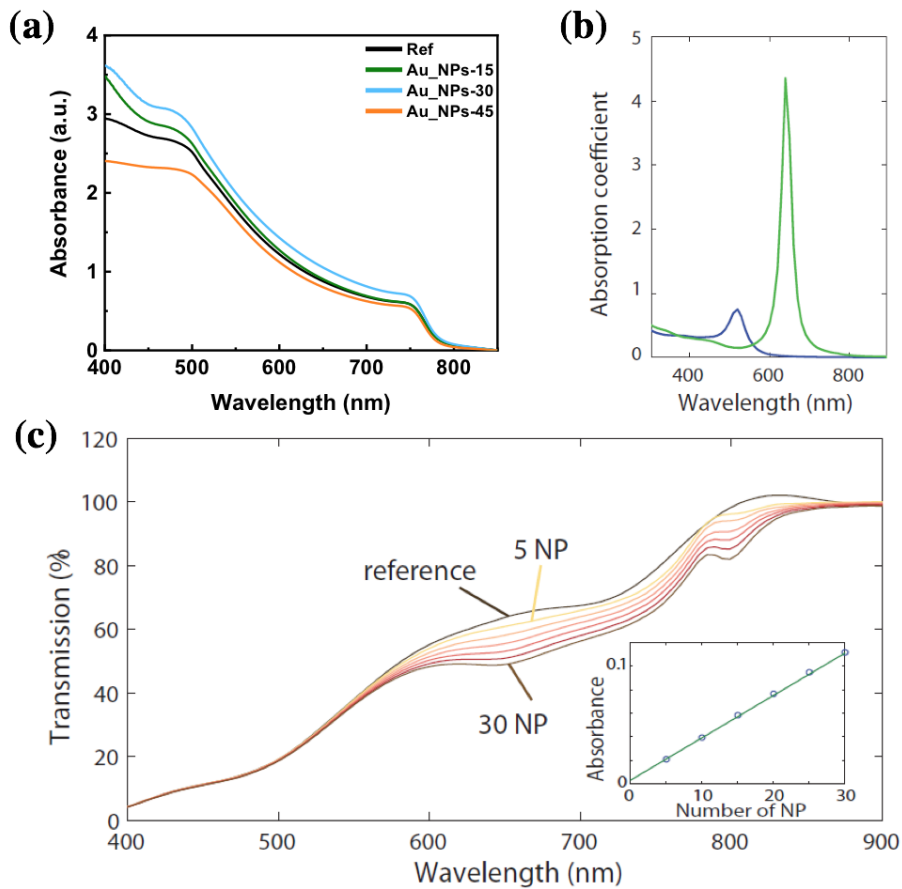 (a)
4
3
2
1
0
400
500
600
700
800
Absorbance (a.u.)
Wavelength (nm)
Ref
Au_NPs-15
Au_NPs-30
Au_NPs-45
(b)
5
4
3
2
1
0
400
600
800
Absorption coefficient
Wavelength (nm)
(c)
120
100
80
60
40
20
0
400
500
600
700
800
900
Transmission (%
Wavelength (nm)
reference
5 NP
30 NP
0.1
0
0
10
20
30
Absorbance
Number of NP